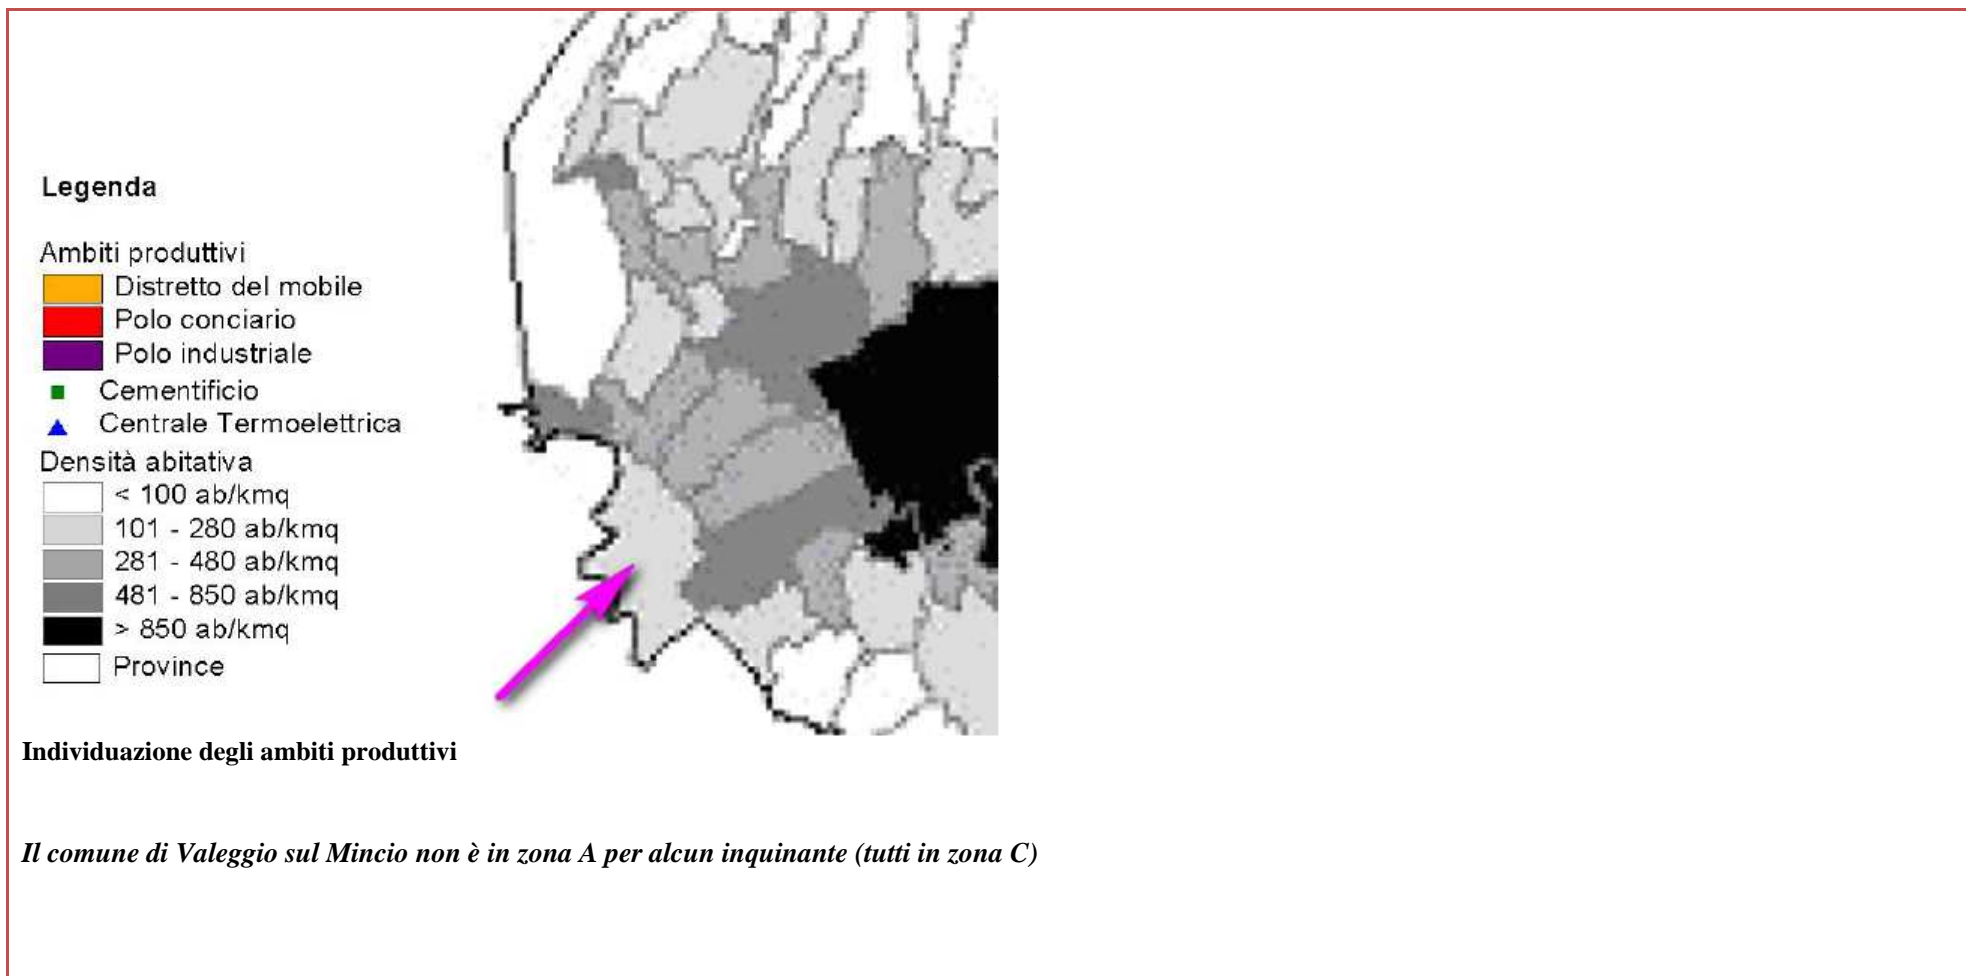 Legenda
Ambiti produttivi
Distretto del mobile
Polo conciario
Polo industriale
Cementificio
Centrale Termoelettrica
Densità abitativa
< 100 ab/kmq
101 - 280 ab/kmq
281 - 480 ab/kmq
481 - 850 ab/kmq
> 850 ab/kmq
Province
Individuazione degli ambiti produttivi
Il comune di Valeggio sul Mincio non è in zona A per alcun inquinante (tutti in zona C)